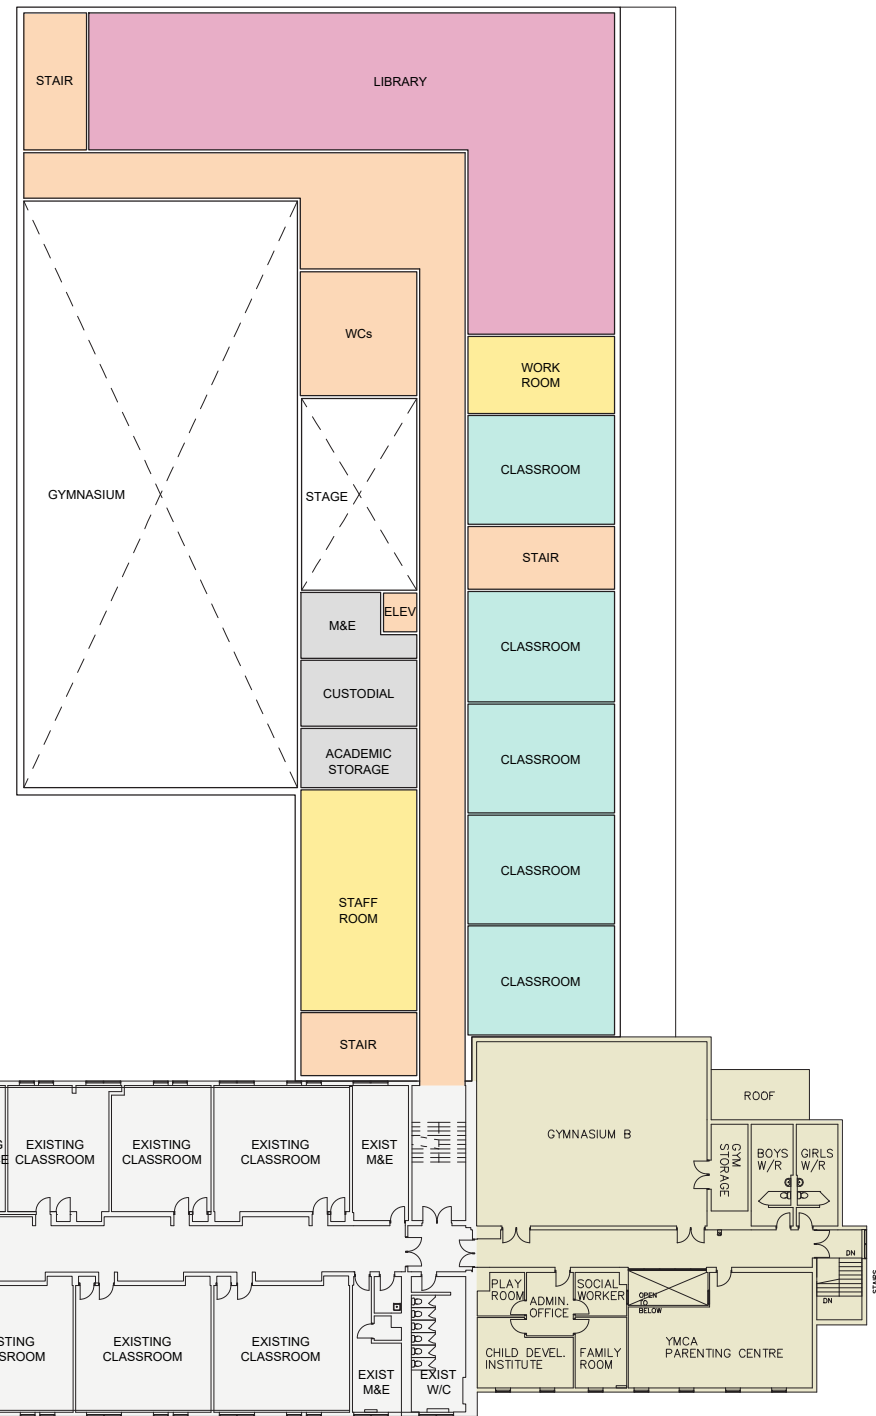 STAIR
LIBRARY
WCs
WORK
ROOM
CLASSROOM
GYMNASIUM
STAGE
STAIR
ELEV
M&E
CLASSROOM
CUSTODIAL
ACADEMIC
STORAGE
CLASSROOM
CLASSROOM
STAFF
ROOM
CLASSROOM
STAIR
ROOF
GYMNASIUM B
EXISTING
CLASSROOM
EXISTING
CLASSROOM
EXISTING
CLASSROOM
EXIST
M&E
GYM
STORAGE
BOYS
W/R
GIRLS
W/R
DN
DN
STAIRS
PLAY
ROOM
ADMIN.
OFFICE
SOCIAL
WORKER
OPEN
TO
BELOW
YMCA
PARENTING CENTRE
CHILD DEVEL.
INSTITUTE
FAMILY
ROOM
STING
SROOM
EXISTING
CLASSROOM
EXISTING
CLASSROOM
EXIST
M&E
EXIST
W/C